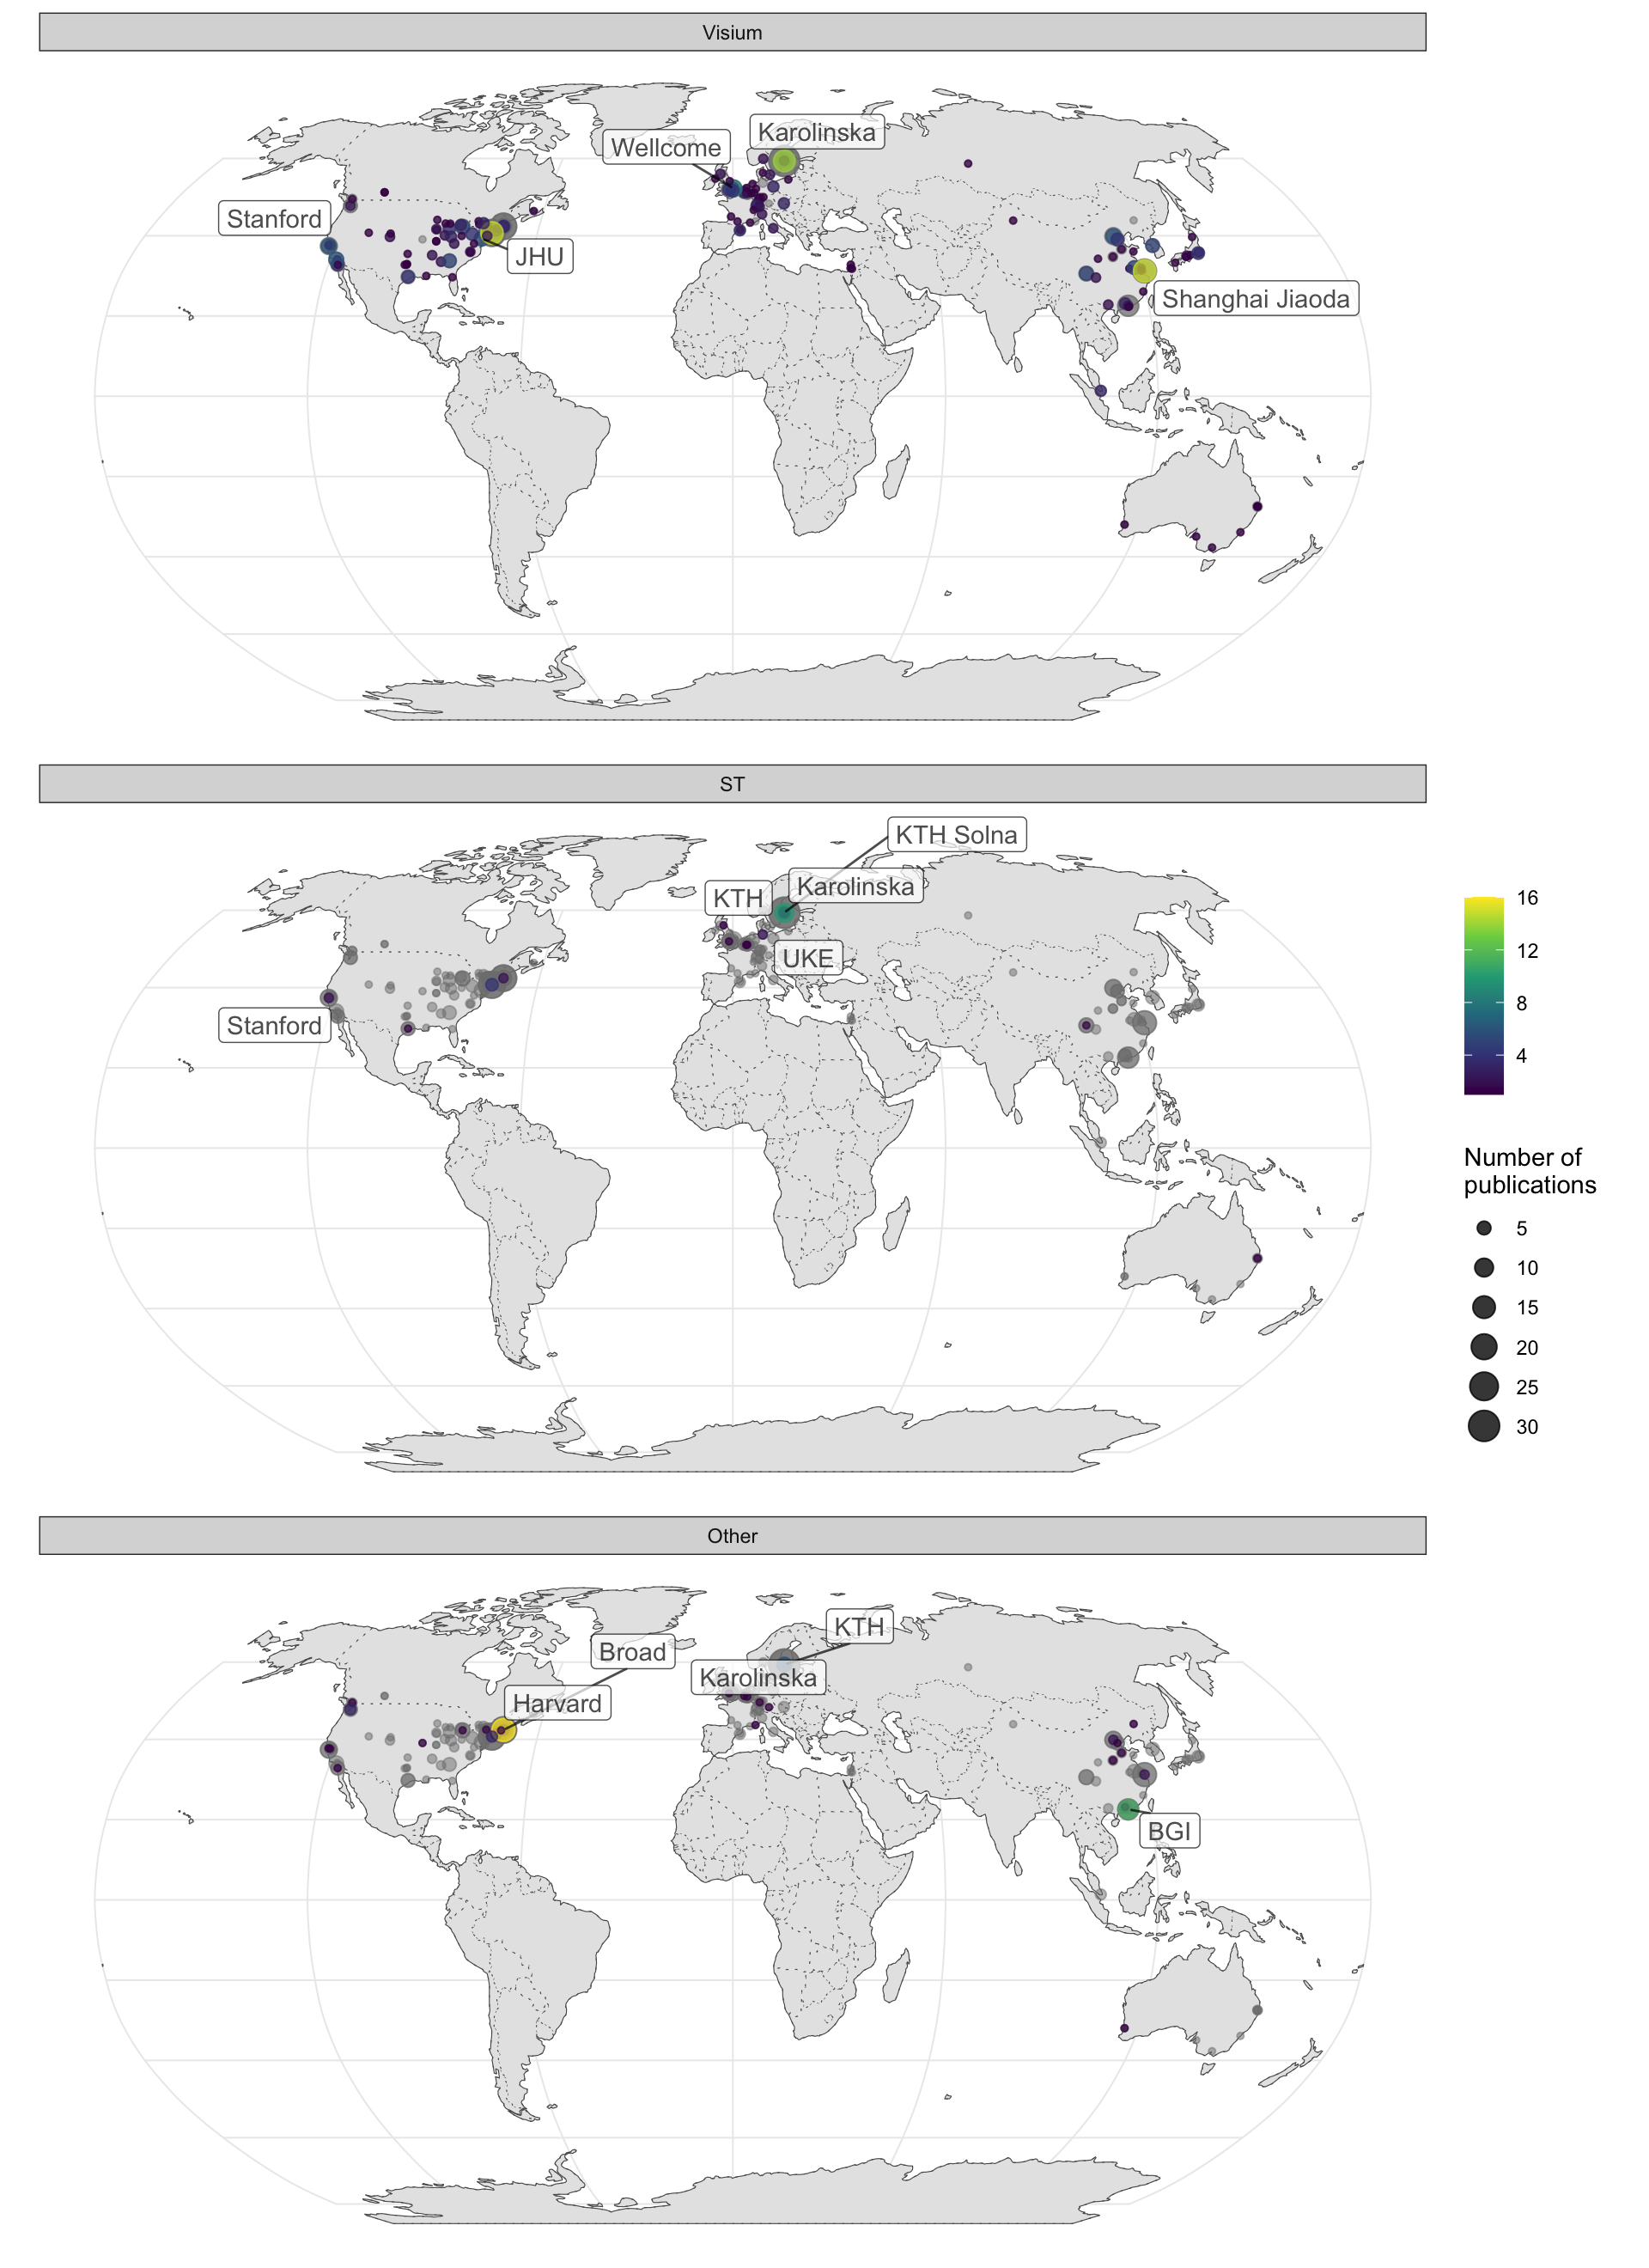 Visium
Karolinska
Wellcome
Stanford
JHU
Shanghai Jiaoda
ST
KTH Solna
Karolinska
KTH
UKE
Stanford
16
12
8
4
Number of
publications
5
10
15
20
25
30
Other
KTH
Broad
Karolinska
Harvard
BGI